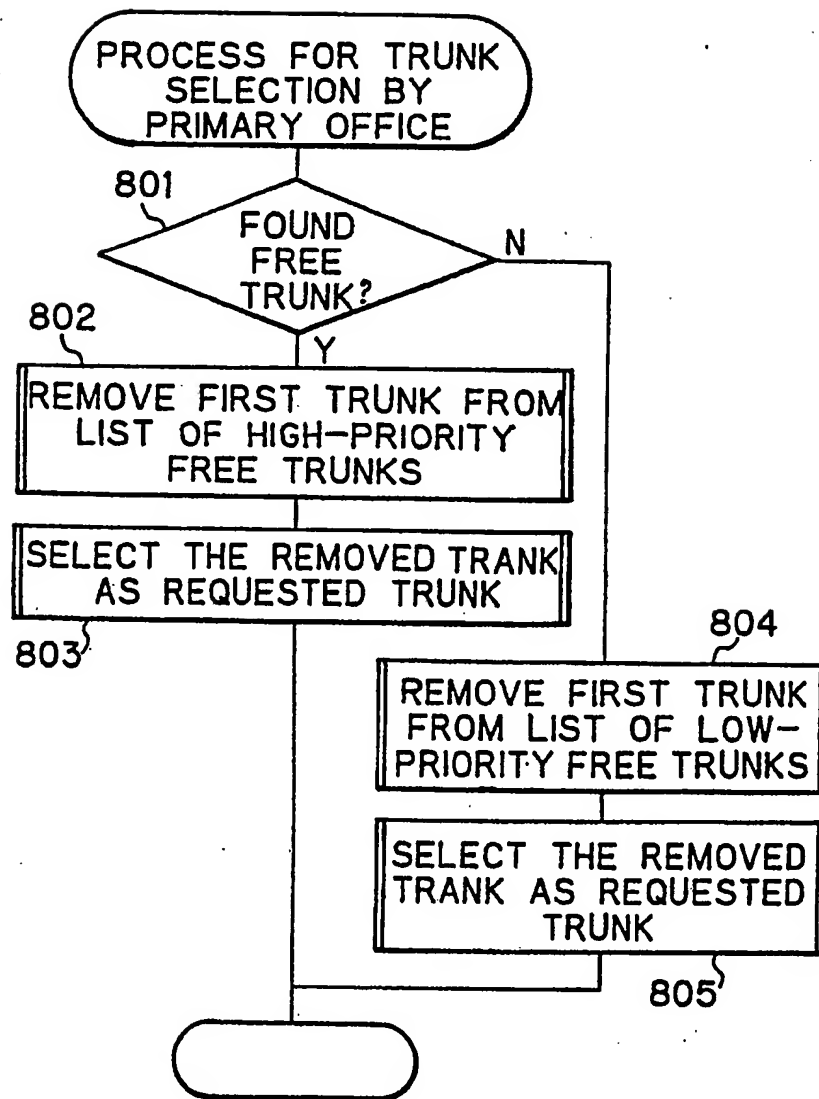 PROCESS FOR TRUNK
SELECTION BY
PRIMARY OFFICE
801
FOUND
FREE
TRUNK?
N
Y
802
REMOVE FIRST TRUNK FROM
LIST OF HIGH-PRIORITY
FREE TRUNKS
SELECT THE REMOVED TRANK
AS REQUESTED TRUNK
803
804
REMOVE FIRST TRUNK
FROM LIST OF LOW-
PRIORITY FREE TRUNKS
SELECT THE REMOVED
TRANK AS REQUESTED
TRUNK
805